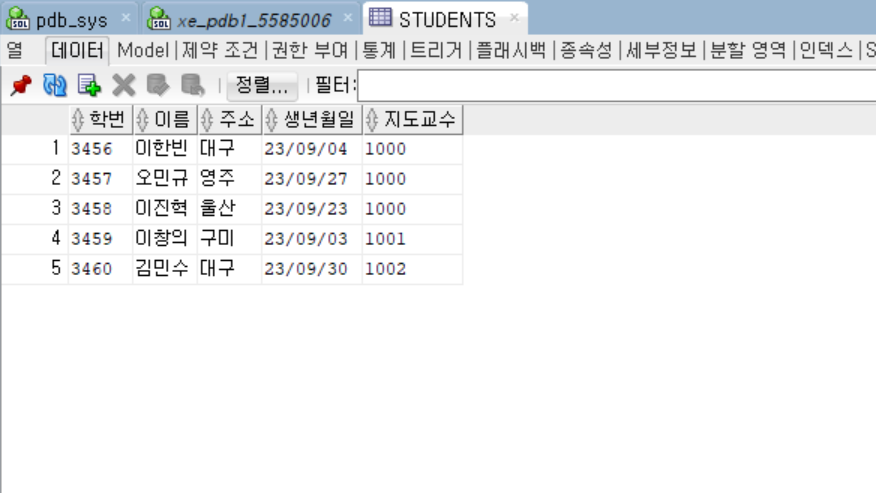 pdb_sys × xe_pdb1_5585006 × STUDENTS ×
열 데이터 Model 제약 조건 권한 부여 통계 트리거 플래시백 종속성 세부정보 분할 영역 인덱스 S
정렬... 필터:
학번 이름 주소 생년월일 지도교수
1 3456 이한빈 대구 23/09/04 1000
2 3457 오민규 영주 23/09/27 1000
3 3458 이진혁 울산 23/09/23 1000
4 3459 이창의 구미 23/09/03 1001
5 3460 김민수 대구 23/09/30 1002